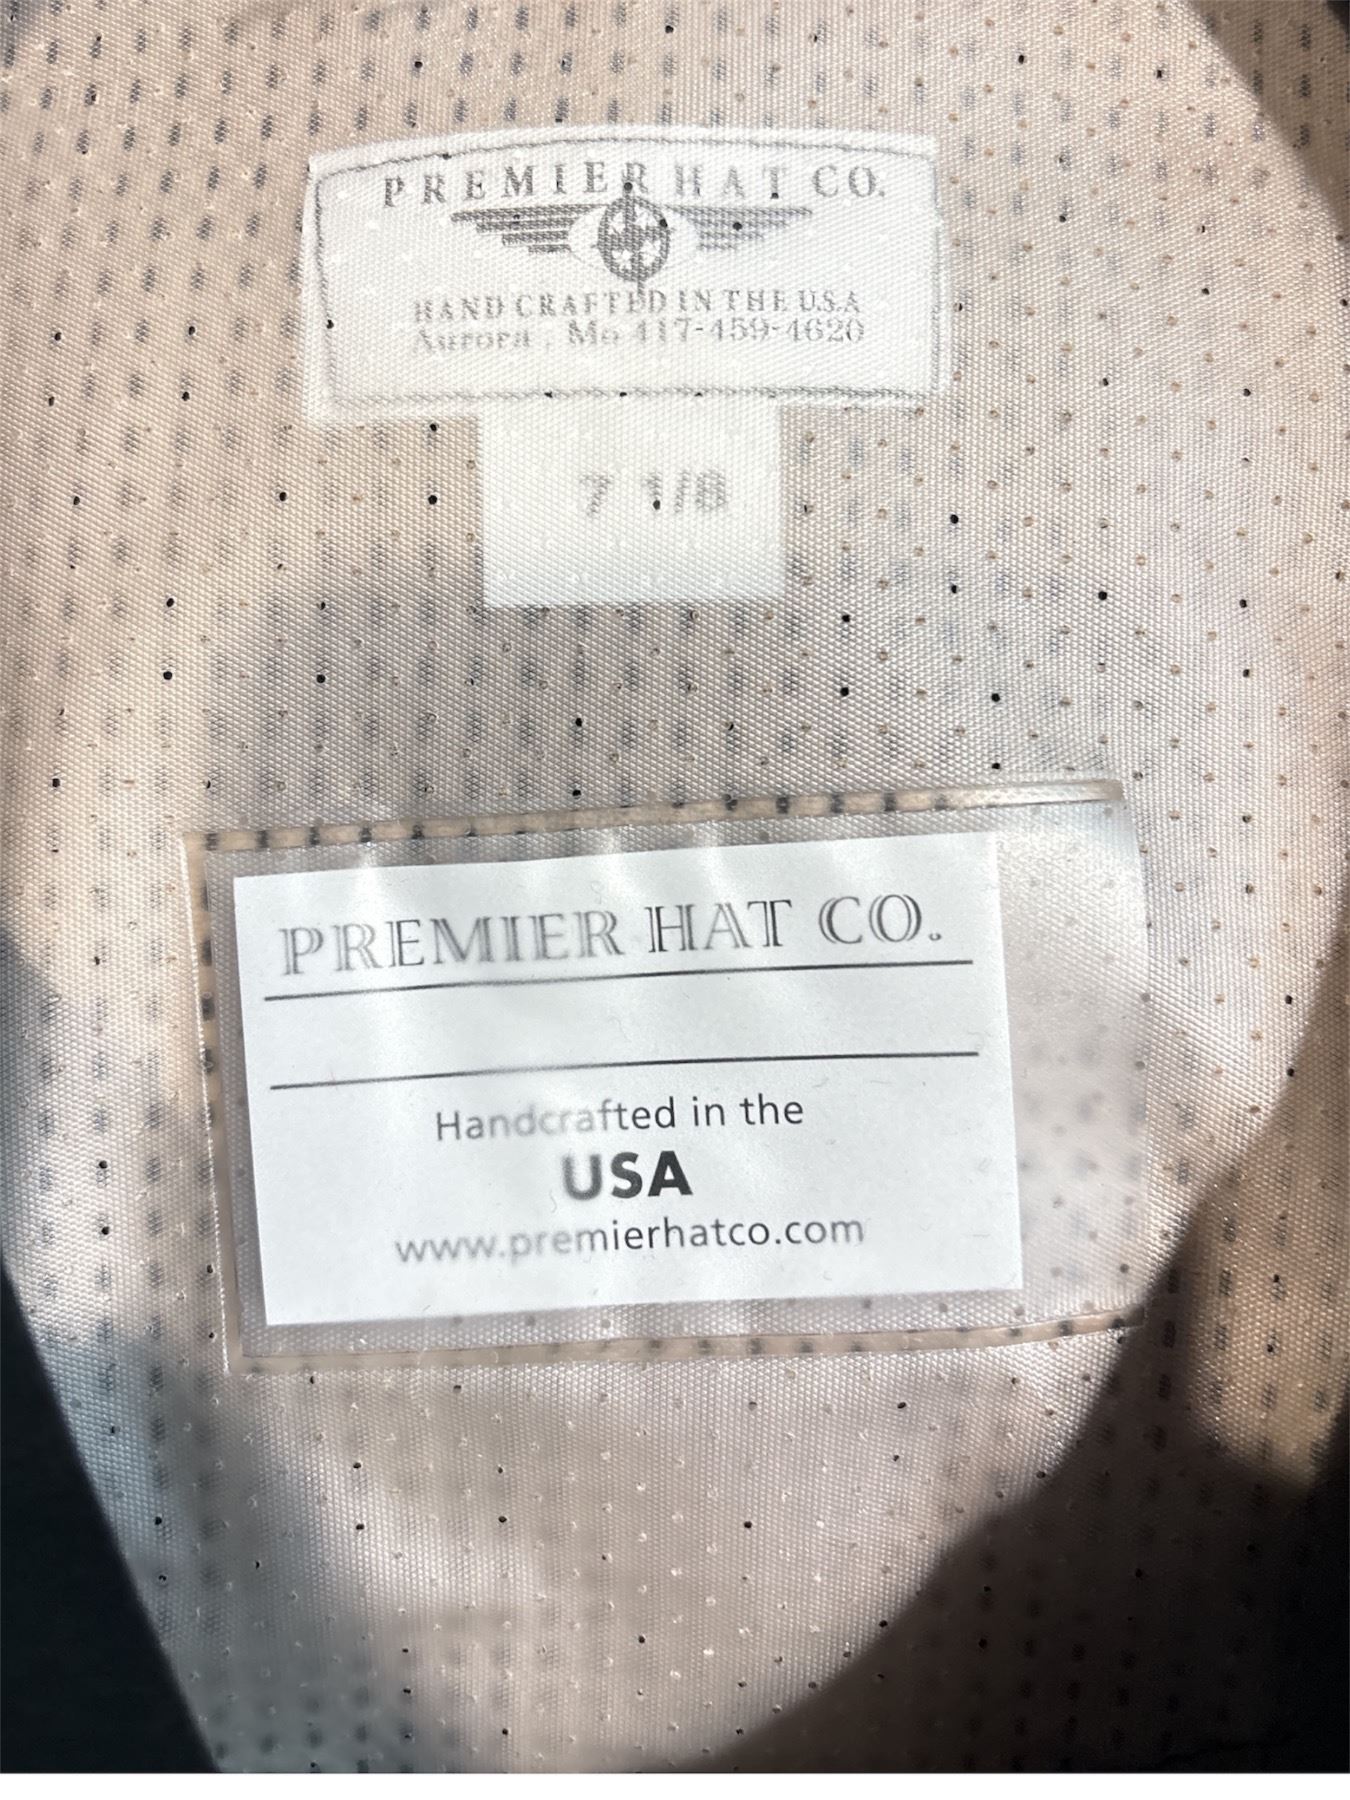 PREMIER HAT CO.
HAND CRAFTED IN THE U.S.A
Aurora , Mo 417-459-4620
7 1/8
PREMIER HAT CO.
Handcrafted in the
USA
www.premierhatco.com